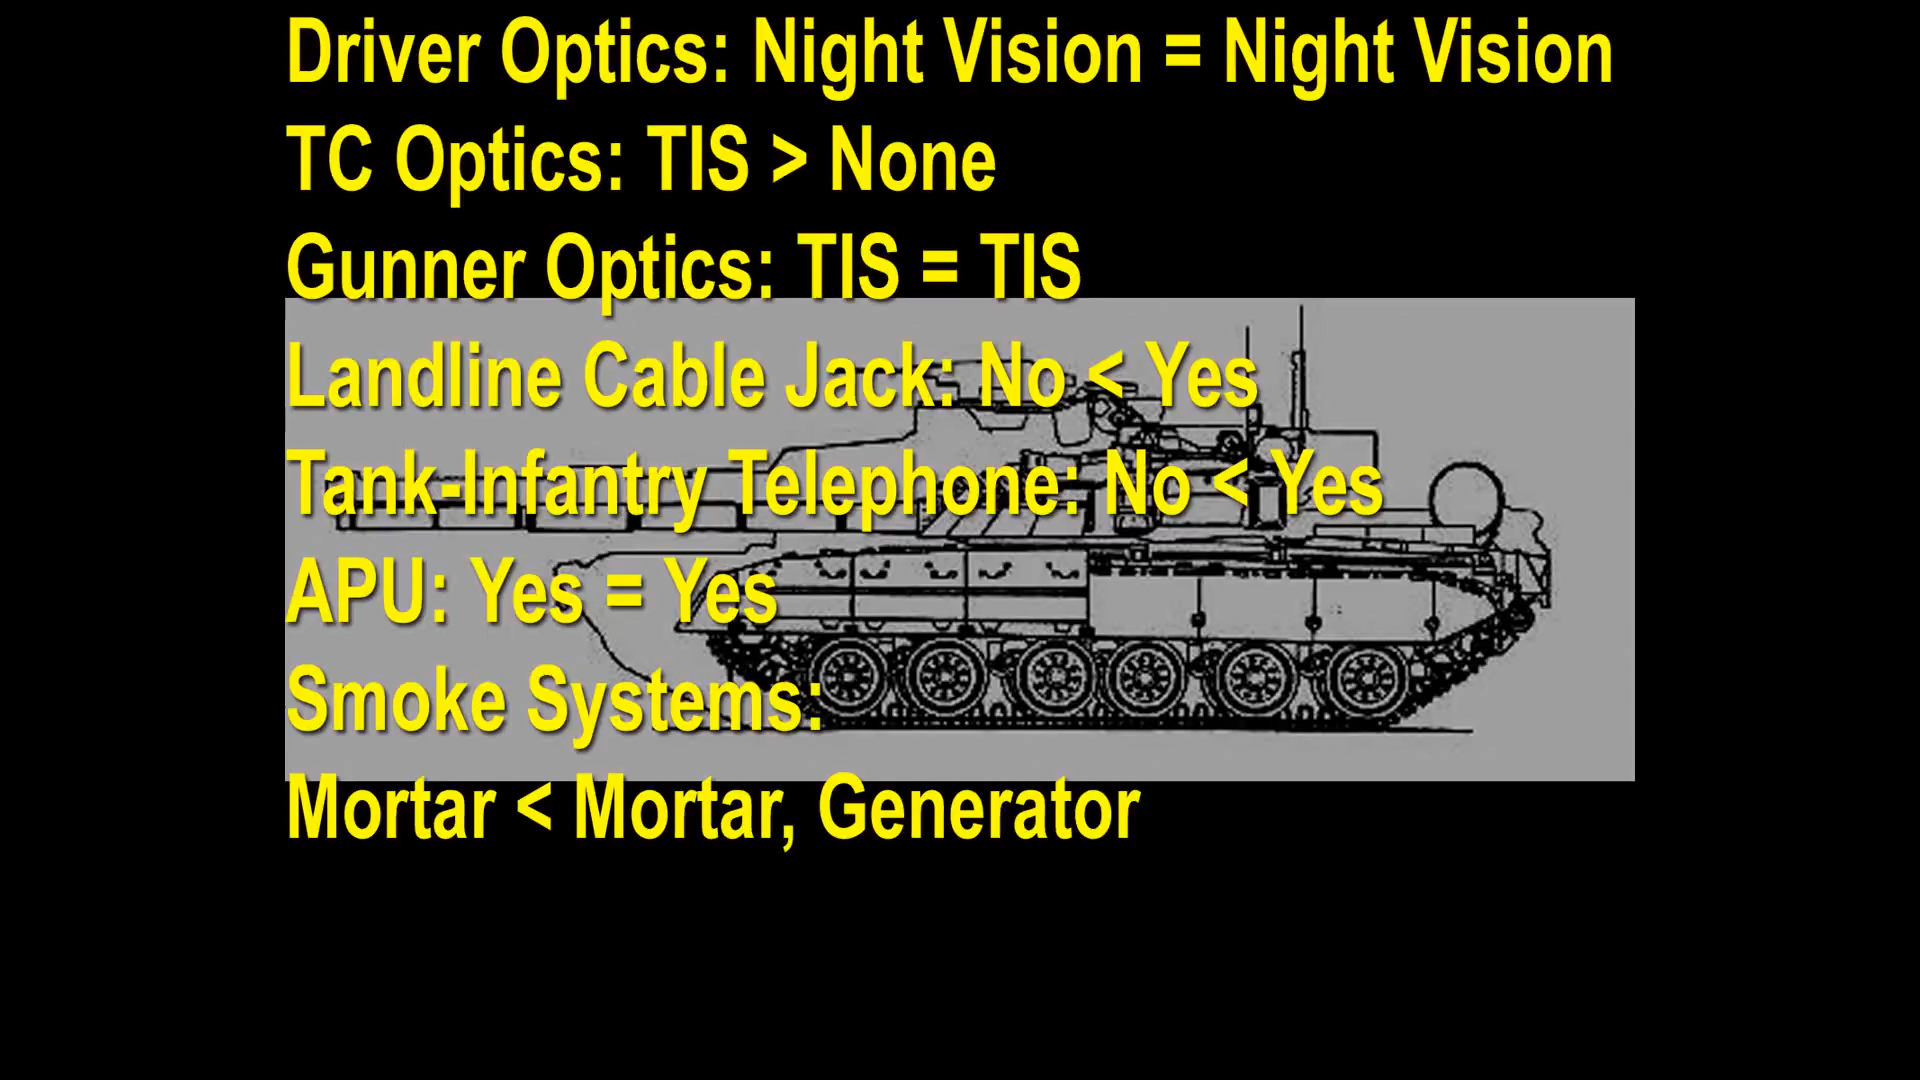 Driver Optics: Night Vision = Night Vision
TC Optics: TIS > None
Gunner Optics: TIS = TIS
Landline Cable Jack: No < Yes
Tank-Infantry Telephone: No < Yes
APU: Yes = Yes
Smoke Systems:
Mortar < Mortar, Generator